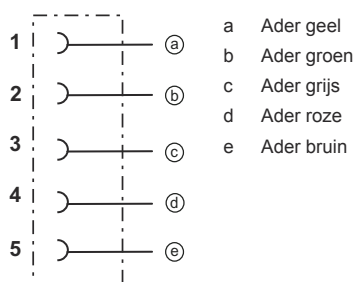 1 ⓐ
2 ⓑ
3 ⓒ
4 ⓓ
5 ⓔ
a Ader geel
b Ader groen
c Ader grijs
d Ader roze
e Ader bruin